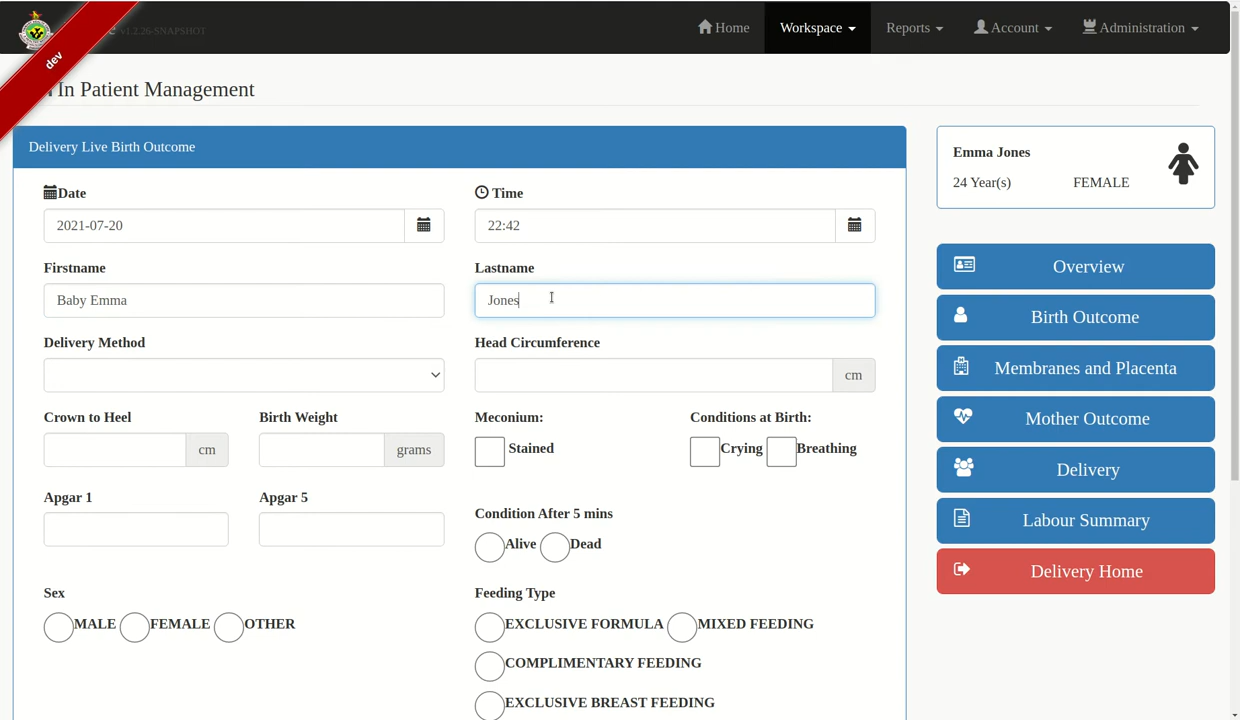 v1.2.26-SNAPSHOT
dev
Home
Workspace
Reports
Account
Administration
In Patient Management
Delivery Live Birth Outcome
Date
Time
2021-07-20
22:42
Firstname
Lastname
Baby Emma
Jones
Delivery Method
Head Circumference
cm
Crown to Heel
Birth Weight
Meconium:
Conditions at Birth:
cm
grams
Stained
Crying
Breathing
Apgar 1
Apgar 5
Condition After 5 mins
Alive
Dead
Sex
Feeding Type
MALE
FEMALE
OTHER
EXCLUSIVE FORMULA
MIXED FEEDING
COMPLIMENTARY FEEDING
EXCLUSIVE BREAST FEEDING
Emma Jones
24 Year(s)
FEMALE
Overview
Birth Outcome
Membranes and Placenta
Mother Outcome
Delivery
Labour Summary
Delivery Home